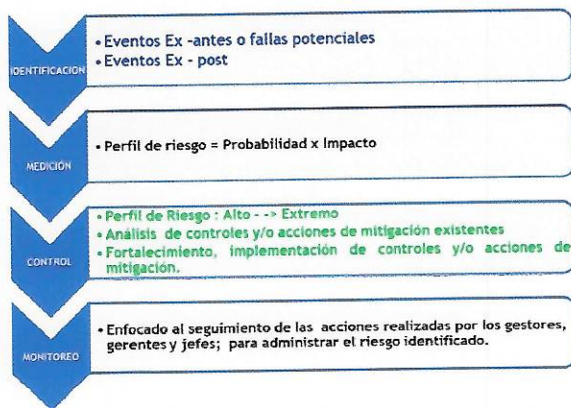 IDENTIFICACION
• Eventos Ex -antes o fallas potenciales
• Eventos Ex - post
MEDICIÓN
• Perfil de riesgo = Probabilidad x Impacto
CONTROL
• Perfil de Riesgo : Alto - -> Extremo
• Análisis de controles y/o acciones de mitigación existentes
• Fortalecimiento, implementación de controles y/o acciones de
mitigación.
MONITOREO
• Enfocado al seguimiento de las acciones realizadas por los gestores,
gerentes y jefes; para administrar el riesgo identificado.